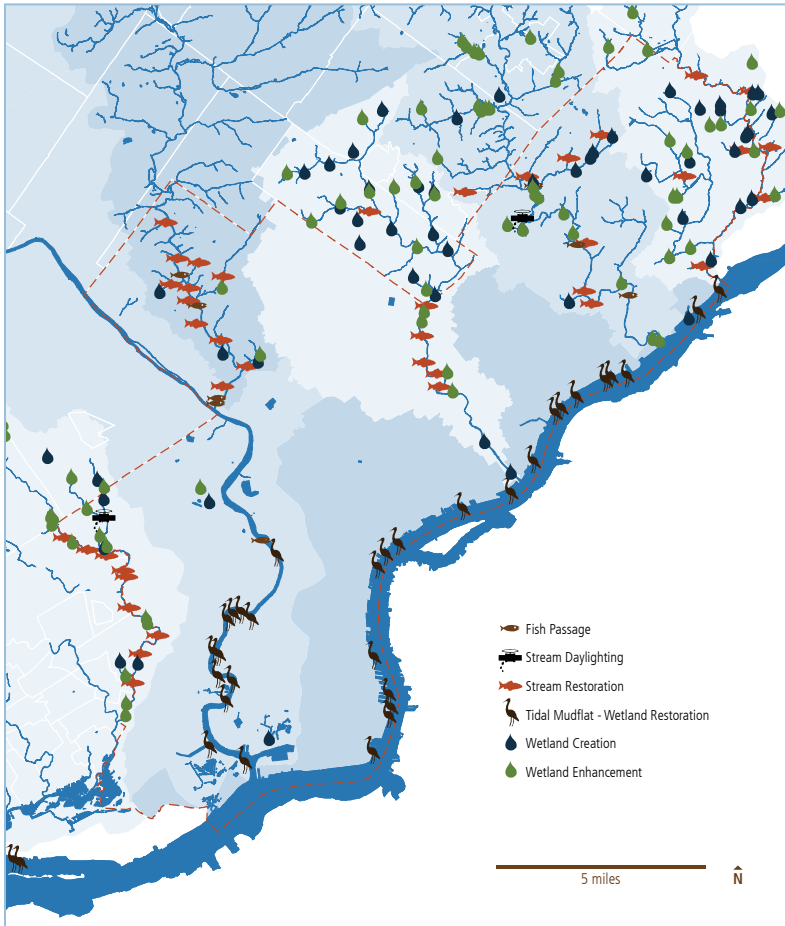 Fish Passage
Stream Daylighting
Stream Restoration
Tidal Mudflat - Wetland Restoration
Wetland Creation
Wetland Enhancement
5 miles
N